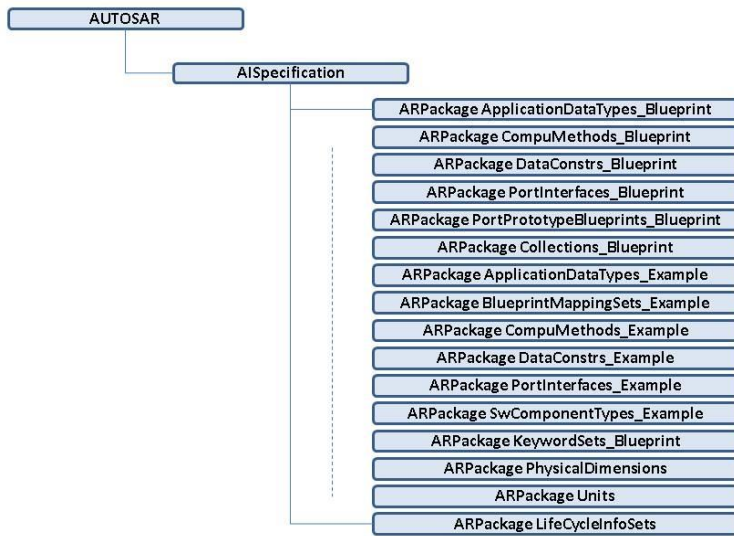 AUTOSAR
AISpecification
ARPackage ApplicationDataTypes_Blueprint
ARPackage CompuMethods_Blueprint
ARPackage DataConstrs_Blueprint
ARPackage PortInterfaces_Blueprint
ARPackage PortPrototypeBlueprints_Blueprint
ARPackage Collections_Blueprint
ARPackage ApplicationDataTypes_Example
ARPackage BlueprintMappingSets_Example
ARPackage CompuMethods_Example
ARPackage DataConstrs_Example
ARPackage PortInterfaces_Example
ARPackage SwComponentTypes_Example
ARPackage KeywordSets_Blueprint
ARPackage PhysicalDimensions
ARPackage Units
ARPackage LifeCycleInfoSets